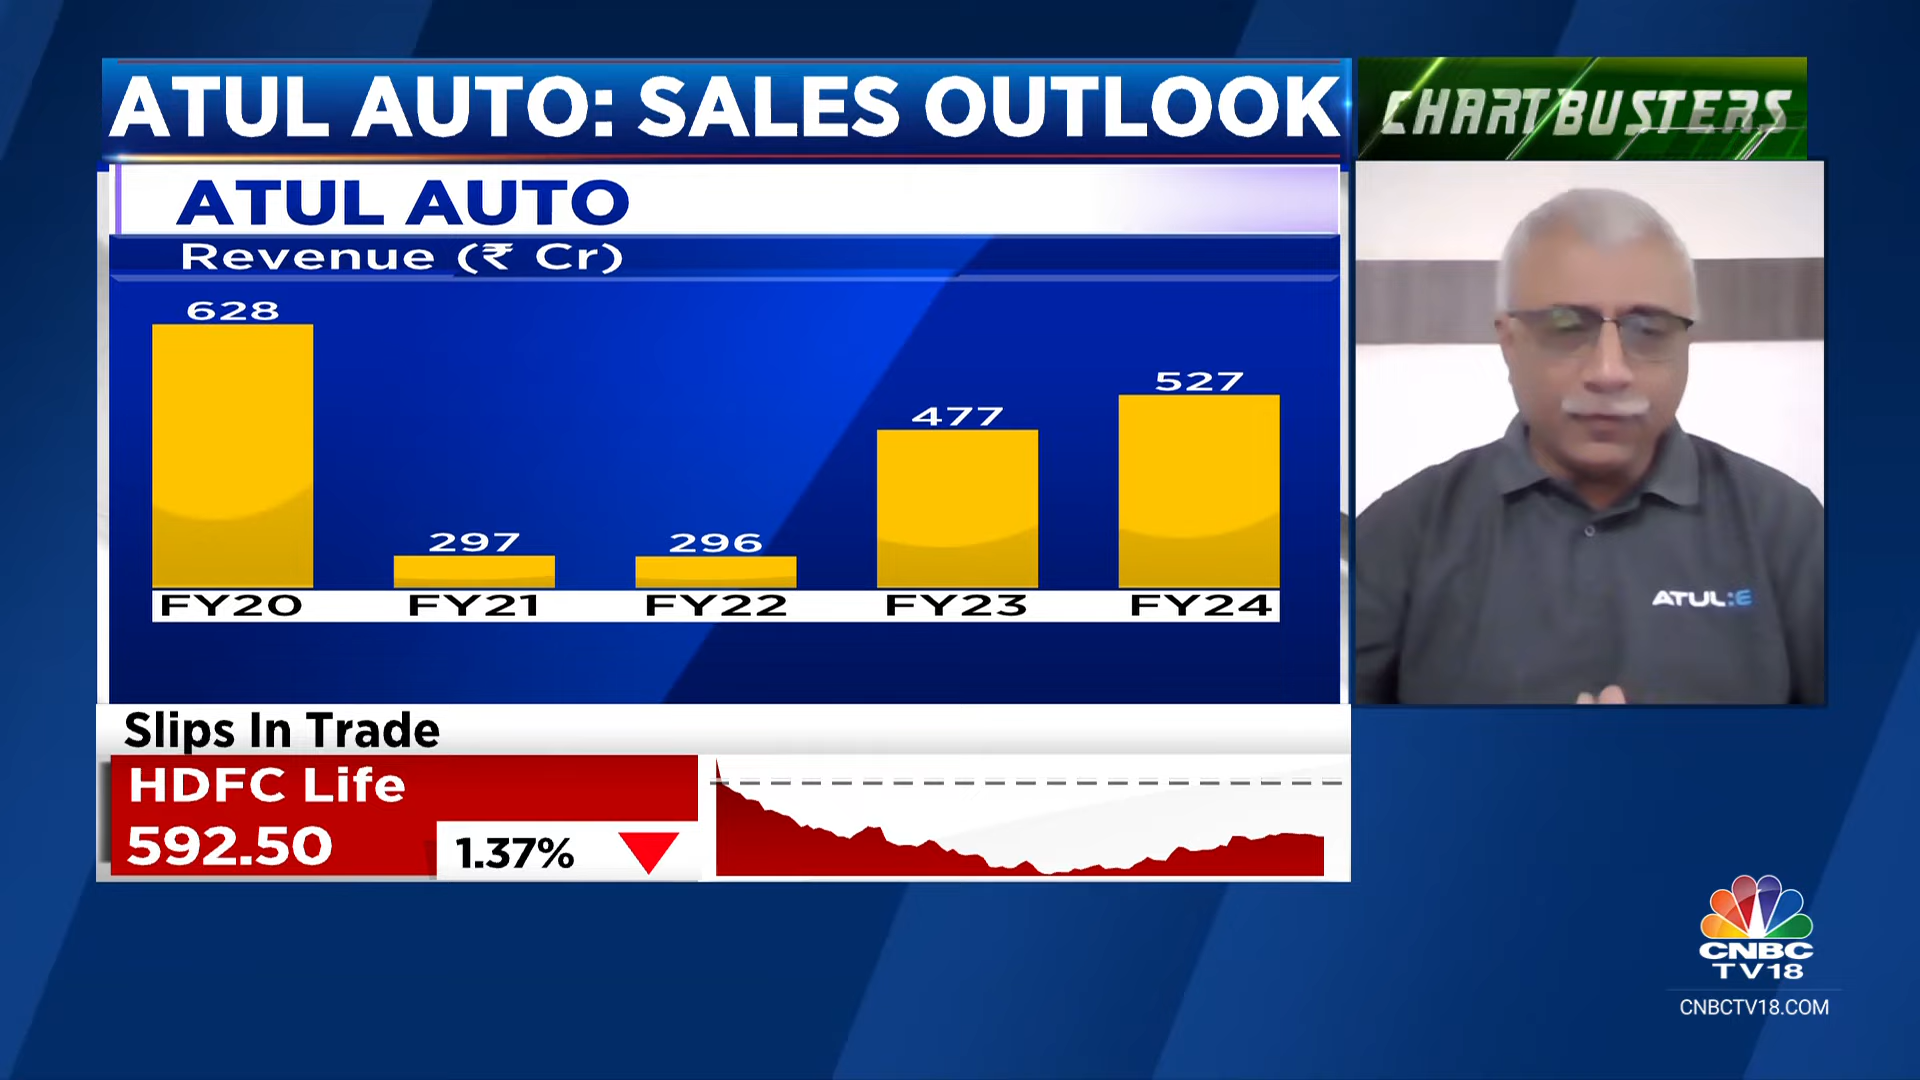 ATUL AUTO: SALES OUTLOOK
CHARTBUSTERS
ATUL AUTO
Revenue (₹ Cr)
628
297
296
477
527
FY20
FY21
FY22
FY23
FY24
ATUL:E
Slips In Trade
HDFC Life
592.50
1.37%
CNBC
TV18
CNBCTV18.COM